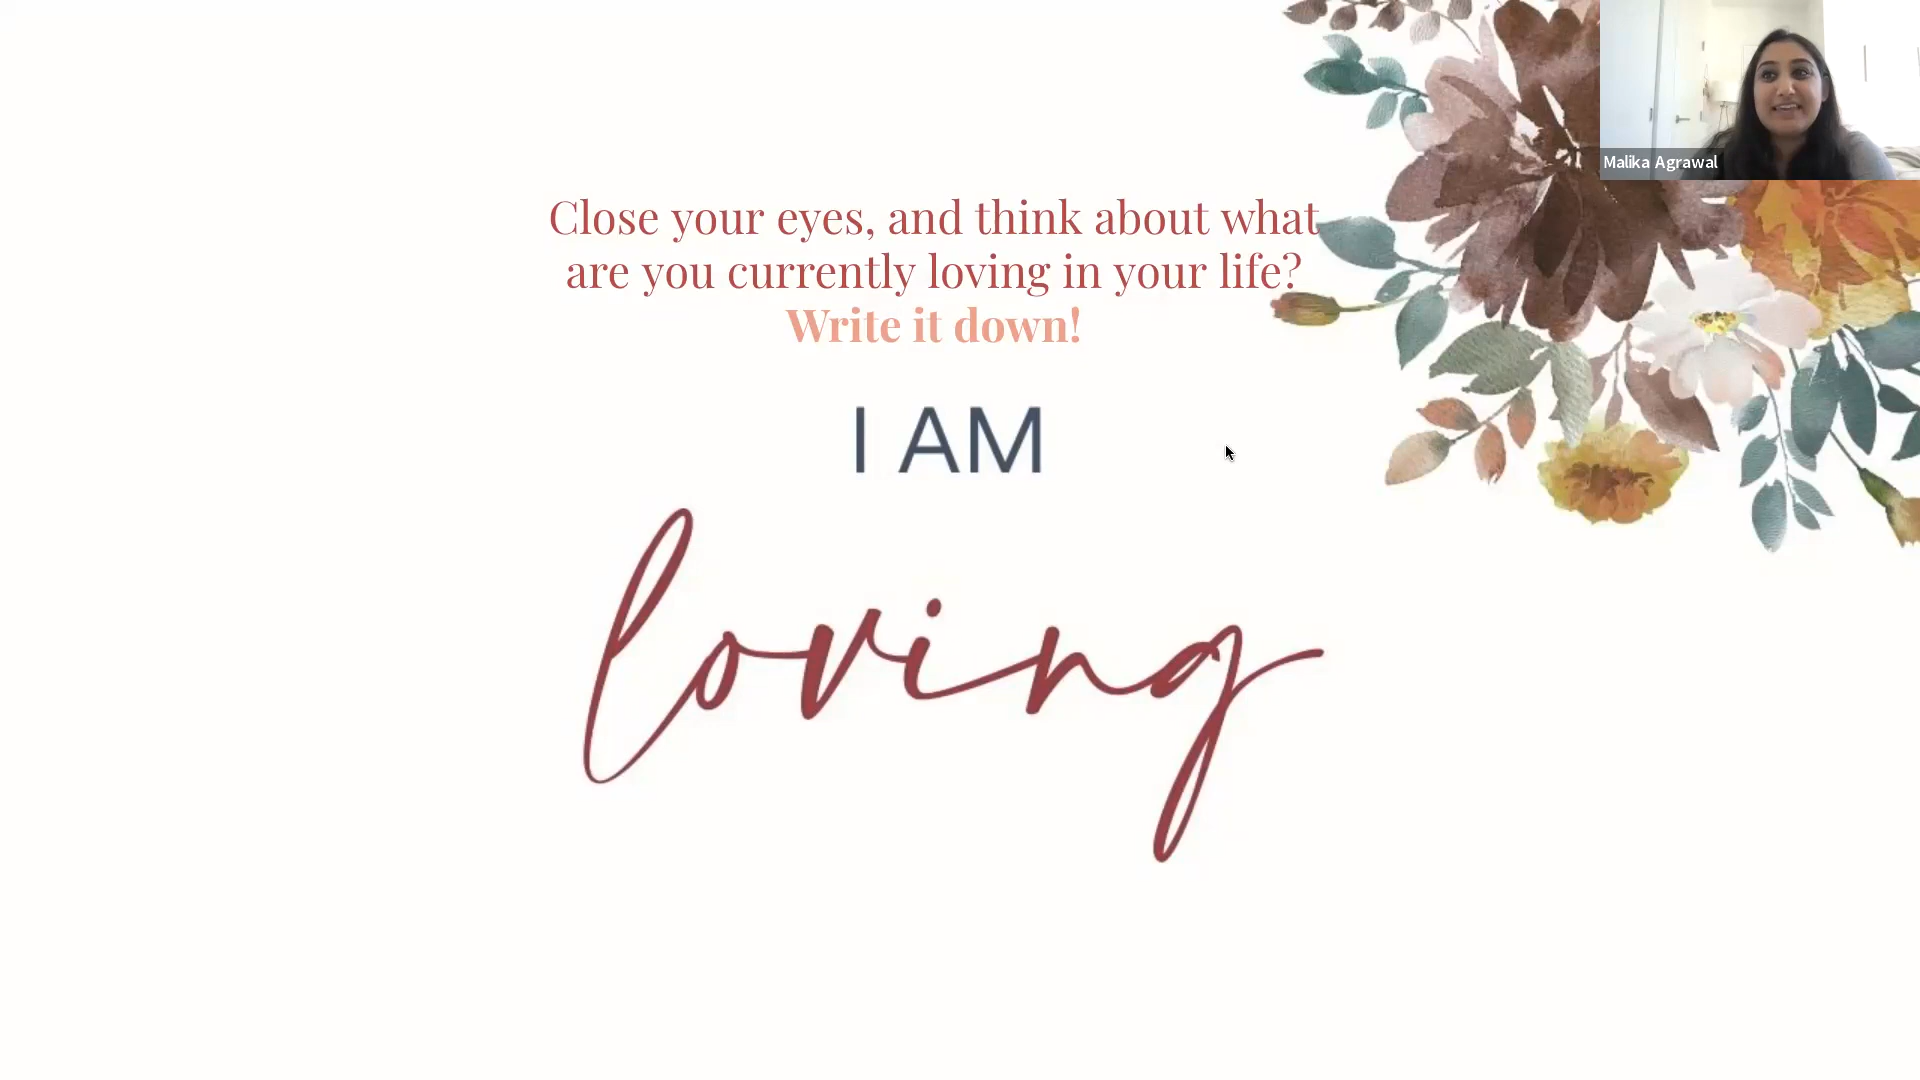 Close your eyes, and think about what
are you currently loving in your life?
Write it down!
I AM
loving
Malika Agrawal